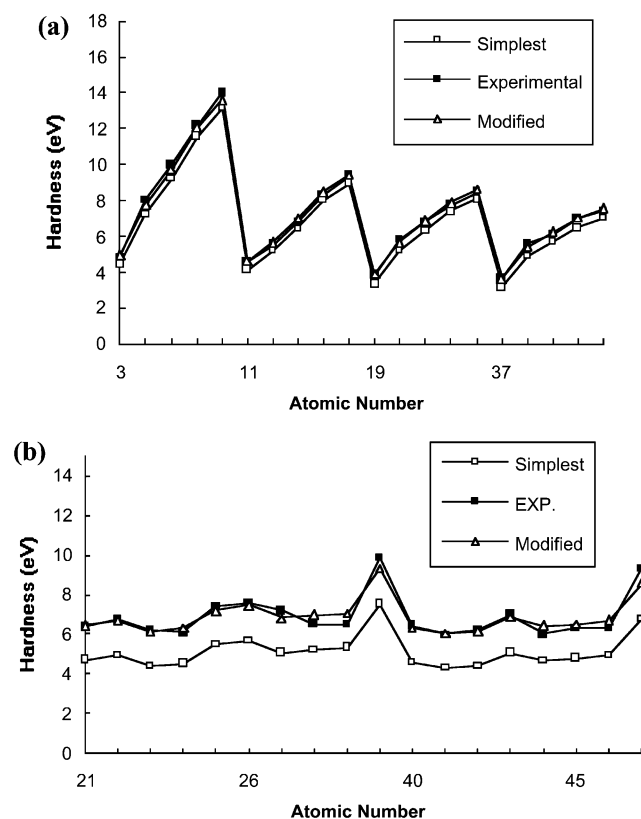 (a)
18
16
14
12
10
8
6
4
2
0
Hardness (eV)
Simplest
Experimental
Modified
3 11 19 37
Atomic Number
(b)
14
12
10
8
6
4
2
0
Hardness (eV)
Simplest
EXP.
Modified
21 26 40 45
Atomic Number